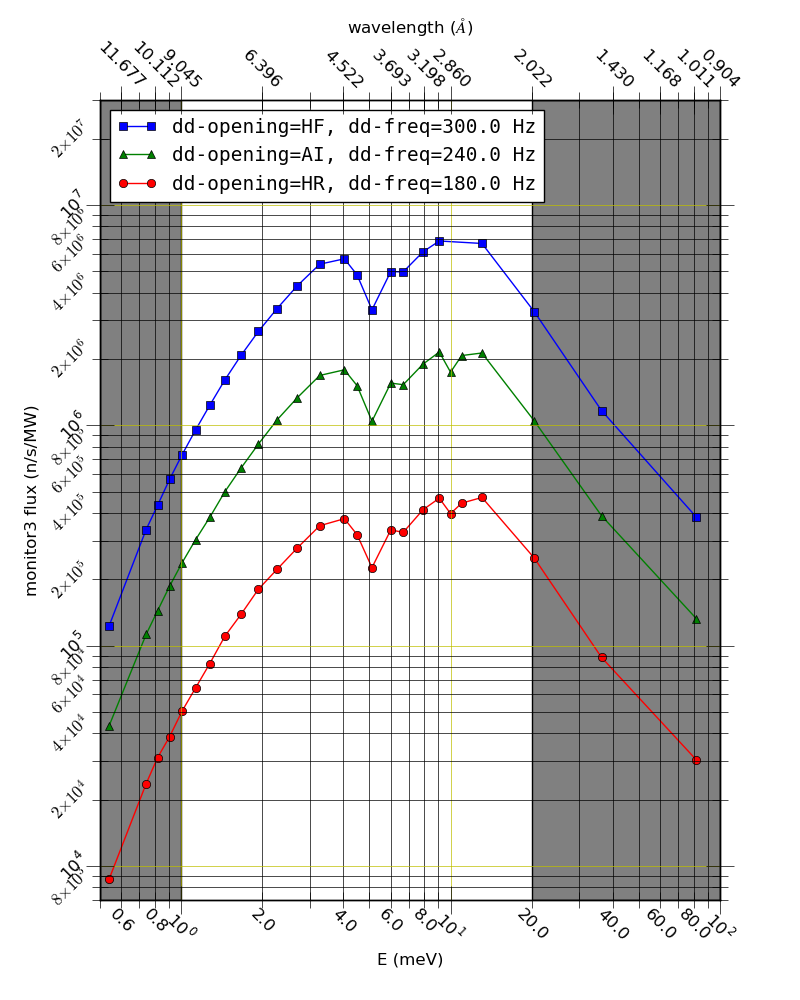 wavelength (Å)
11.677 10.112 9.045 6.396 4.522 3.693 3.198 2.860 2.022 1.430 1.168 1.011 0.904
dd-opening=HF, dd-freq=300.0 Hz
dd-opening=AI, dd-freq=240.0 Hz
dd-opening=HR, dd-freq=180.0 Hz
2×10⁷
10⁷
8×10⁶
6×10⁶
4×10⁶
2×10⁶
10⁶
8×10⁵
6×10⁵
4×10⁵
2×10⁵
10⁵
8×10⁴
6×10⁴
4×10⁴
2×10⁴
10⁴
8×10³
monitor3 flux (n/s/MW)
0.6 0.8 10⁰ 2.0 4.0 6.0 8.0 10¹ 20.0 40.0 60.0 80.0 10²
E (meV)